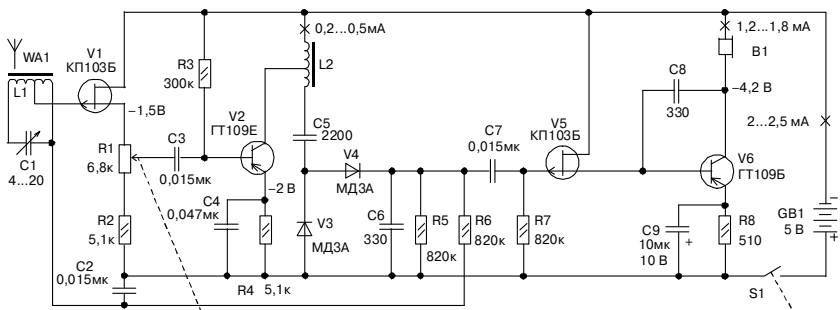 WA1
L1
C1
4...20
V1
КП103Б
–1,5В
R1
6,8к
R2
5,1к
C2
0,015мк
R3
300к
C3
0,015мк
V2
ГТ109Е
–2 В
C4
0,047мк
R4
5,1к
0,2...0,5мА
L2
C5
2200
V4
МД3А
V3
МД3А
C6
330
R5
820к
R6
820к
C7
0,015мк
R7
820к
V5
КП103Б
C8
330
1,2...1,8 мА
B1
–4,2 В
2...2,5 мА
V6
ГТ109Б
C9
10мк
10 В
+
R8
510
GB1
5 В
–
+
S1